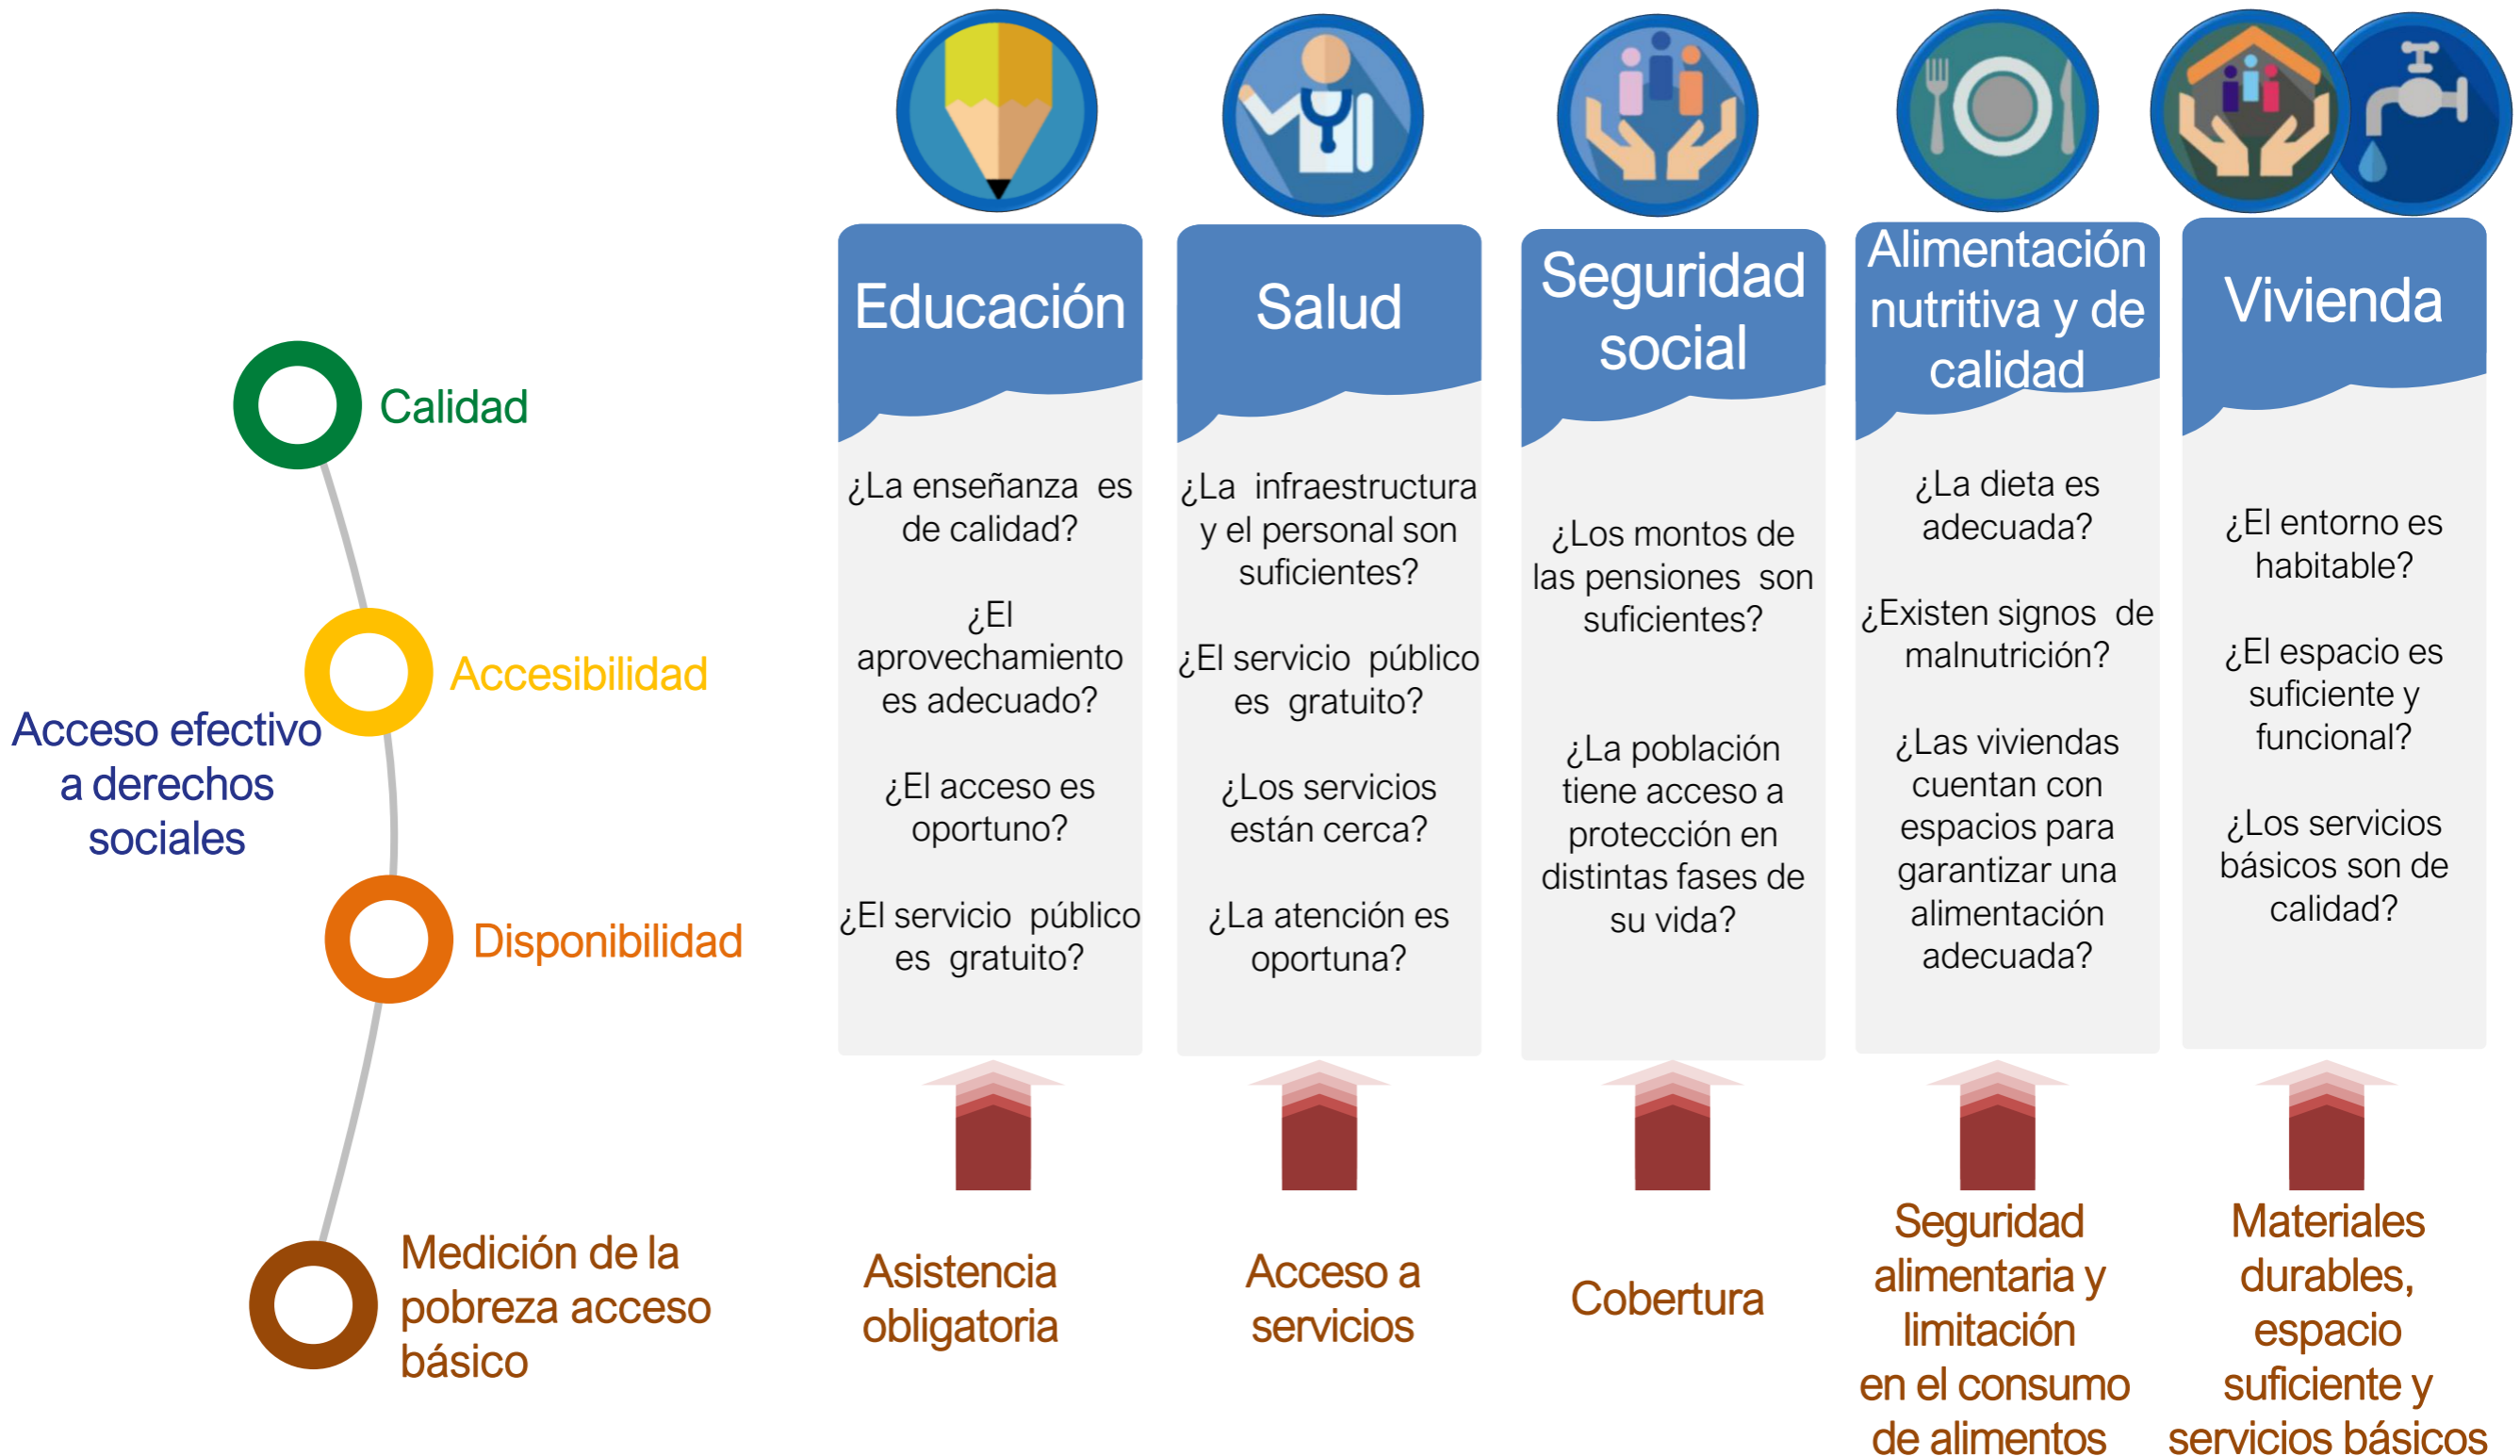 Calidad
Accesibilidad
Acceso efectivo
a derechos
sociales
Disponibilidad
Medición de la
pobreza acceso
básico
Educación
¿La enseñanza es
de calidad?
¿El
aprovechamiento
es adecuado?
¿El acceso es
oportuno?
¿El servicio público
es gratuito?
Asistencia
obligatoria
Salud
¿La infraestructura
y el personal son
suficientes?
¿El servicio público
es gratuito?
¿Los servicios
están cerca?
¿La atención es
oportuna?
Acceso a
servicios
Seguridad
social
¿Los montos de
las pensiones son
suficientes?
¿La población
tiene acceso a
protección en
distintas fases de
su vida?
Cobertura
Alimentación
nutritiva y de
calidad
¿La dieta es
adecuada?
¿Existen signos de
malnutrición?
¿Las viviendas
cuentan con
espacios para
garantizar una
alimentación
adecuada?
Seguridad
alimentaria y
limitación
en el consumo
de alimentos
Vivienda
¿El entorno es
habitable?
¿El espacio es
suficiente y
funcional?
¿Los servicios
básicos son de
calidad?
Materiales
durables,
espacio
suficiente y
servicios básicos